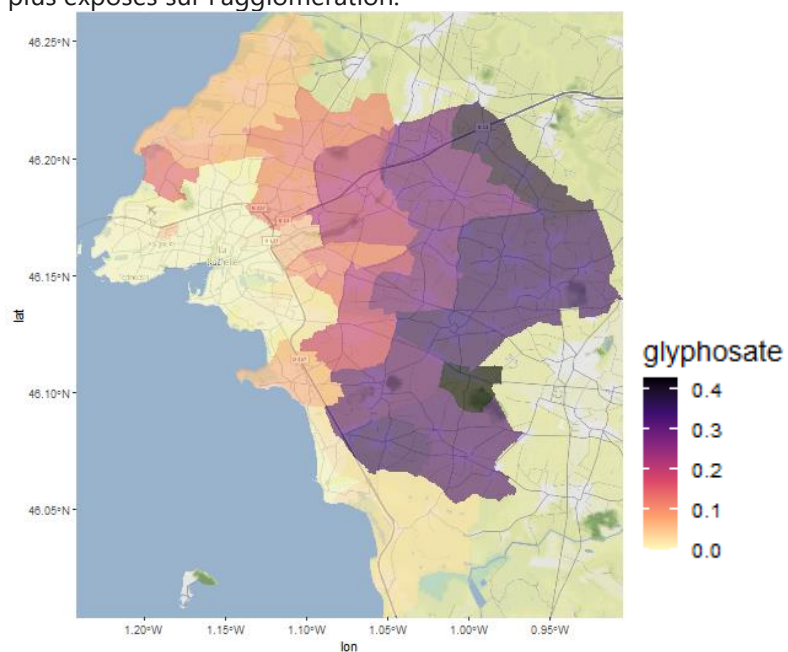 plus exposés sur l'agglomération.
46.25°N
46.20°N
46.15°N
46.10°N
46.05°N
lat
La
1.20°W
1.15°W
1.10°W
1.05°W
1.00°W
0.95°W
lon
glyphosate
0.4
0.3
0.2
0.1
0.0